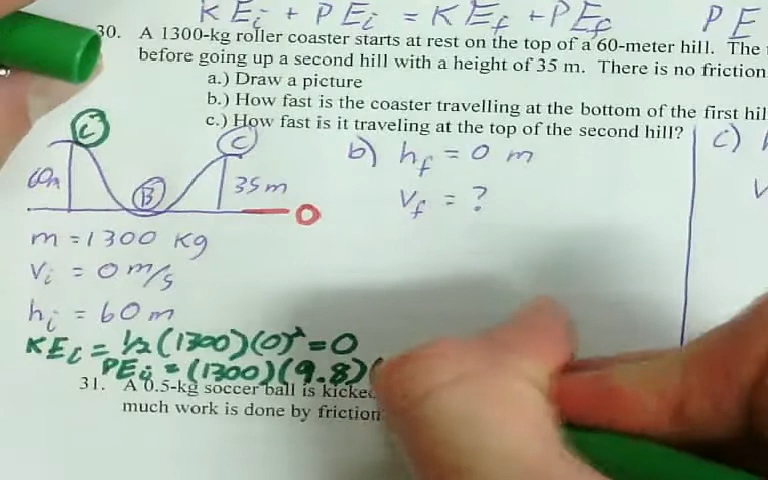 KEi + PEi = KEf + PEf PE
30. A 1300-kg roller coaster starts at rest on the top of a 60-meter hill. The
before going up a second hill with a height of 35 m. There is no friction
a.) Draw a picture
b.) How fast is the coaster travelling at the bottom of the first hil
c.) How fast is it traveling at the top of the second hill?
i
C
B
60m
35m
O
m = 1300 kg
vi = 0 m/s
hi = 60 m
KEi = 1/2 (1300)(0)² = 0
PEi = (1300)(9.8)(
b) hf = 0 m
vf = ?
c)
v
31. A 0.5-kg soccer ball is kicked
much work is done by friction